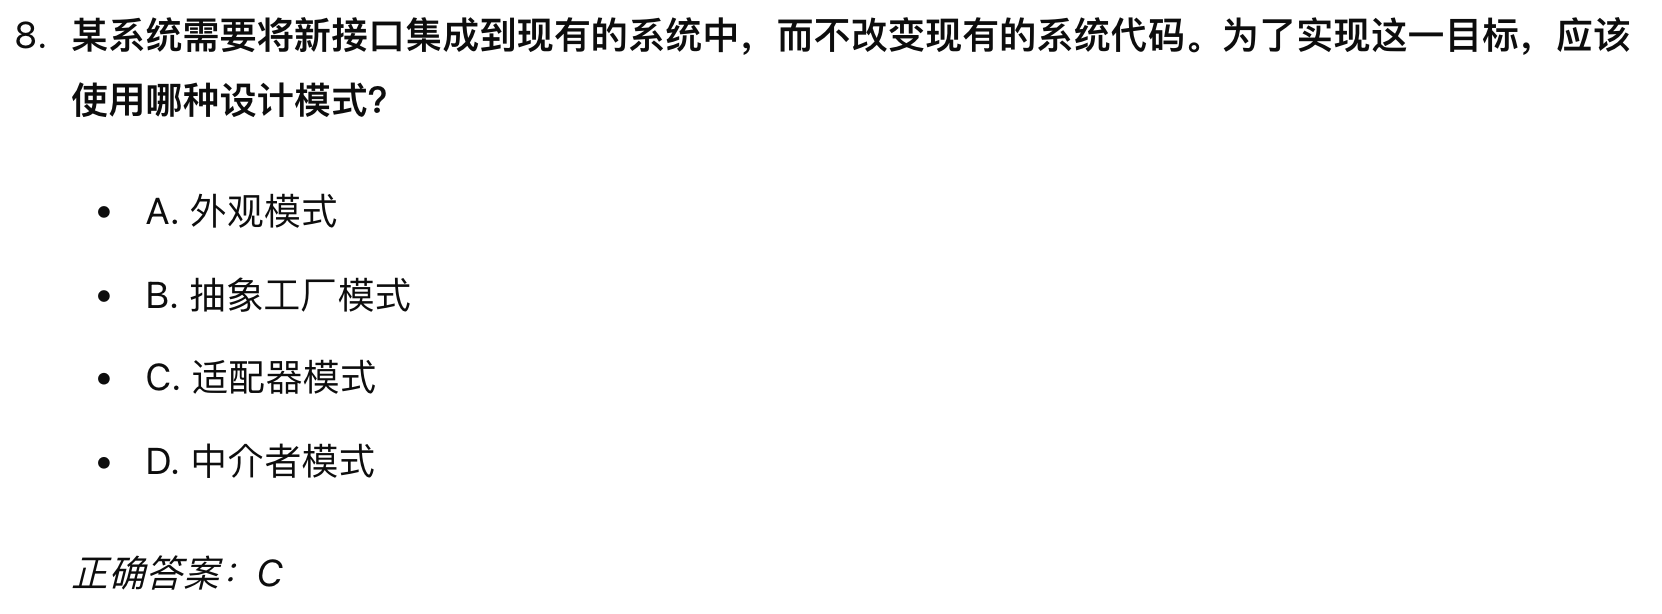 8. 某系统需要将新接口集成到现有的系统中，而不改变现有的系统代码。为了实现这一目标，应该
使用哪种设计模式?
• A. 外观模式
• B. 抽象工厂模式
• C. 适配器模式
• D. 中介者模式
正确答案：C